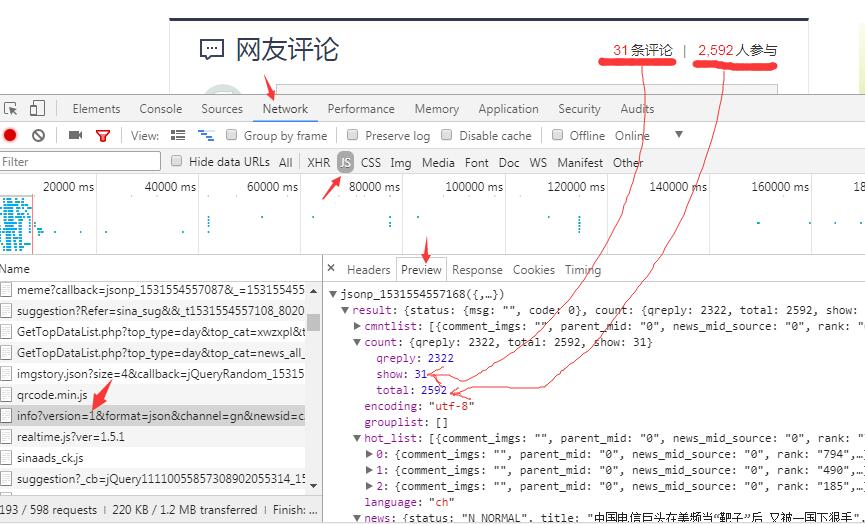 网友评论
31条评论 | 2,592人参与
Elements Console Sources Network Performance Memory Application Security Audits
View: Group by frame Preserve log Disable cache Offline Online
Filter Hide data URLs All XHR JS CSS Img Media Font Doc WS Manifest Other
20000 ms 40000 ms 60000 ms 80000 ms 100000 ms 120000 ms 140000 ms 160000 ms 18
Name
meme?callback=jsonp_1531554557087&_=1531554455
suggestion?Refer=sina_sug&&_t1531554557108_8020
GetTopDataList.php?top_type=day&top_cat=xwzxpl&t
GetTopDataList.php?top_type=day&top_cat=news_all_
imgstory.json?size=4&callback=jQueryRandom_15315
qrcode.min.js
info?version=1&format=json&channel=gn&newsid=c
realtime.js?ver=1.5.1
sinaads_ck.js
suggestion?_cb=jQuery11110055857308902055314_15
193 / 598 requests | 220 KB / 1.2 MB transferred | Finish: ...
× Headers Preview Response Cookies Timing
jsonp_1531554557168({,…})
result: {status: {msg: "", code: 0}, count: {qreply: 2322, total: 2592, show:
cmntlist: [{comment_imgs: "", parent_mid: "0", news_mid_source: "0", rank: "
count: {qreply: 2322, total: 2592, show: 31}
qreply: 2322
show: 31
total: 2592
encoding: "utf-8"
grouplist: []
hot_list: [{comment_imgs: "", parent_mid: "0", news_mid_source: "0", rank: "
0: {comment_imgs: "", parent_mid: "0", news_mid_source: "0", rank: "794",…
1: {comment_imgs: "", parent_mid: "0", news_mid_source: "0", rank: "490",…
2: {comment_imgs: "", parent_mid: "0", news_mid_source: "0", rank: "185",…
language: "ch"
news: {status: "N_NORMAL", title: "中国电信巨头在美频当“靶子”后 又被一国下狠手"